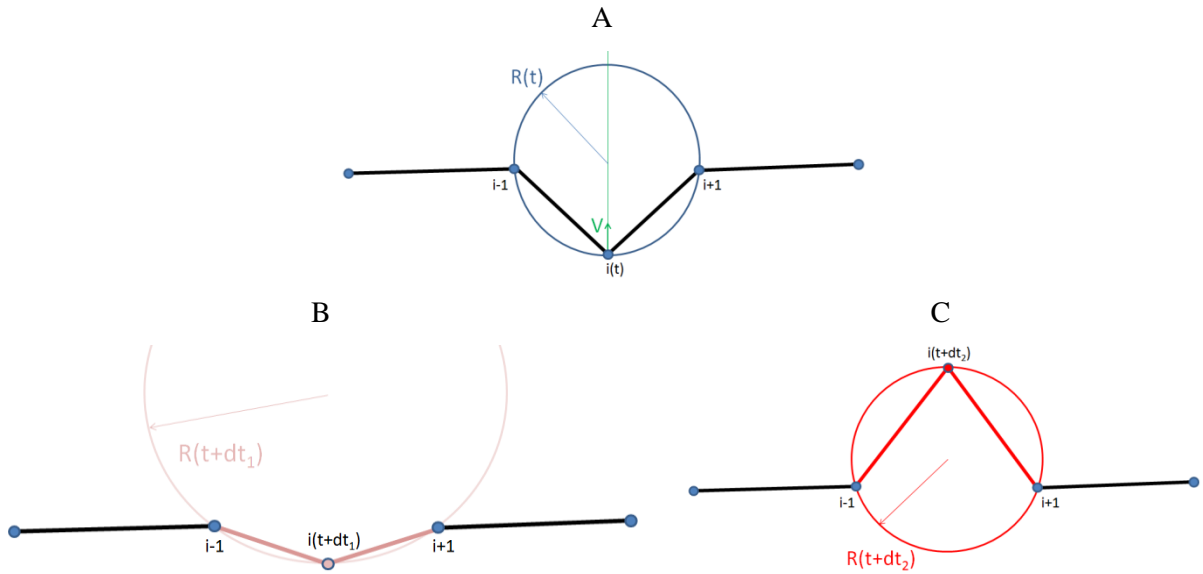 A
R(t)
i-1
i+1
V
i(t)
B
C
i(t+dt₂)
R(t+dt₁)
i-1
i(t+dt₁)
i+1
i-1
i+1
R(t+dt₂)